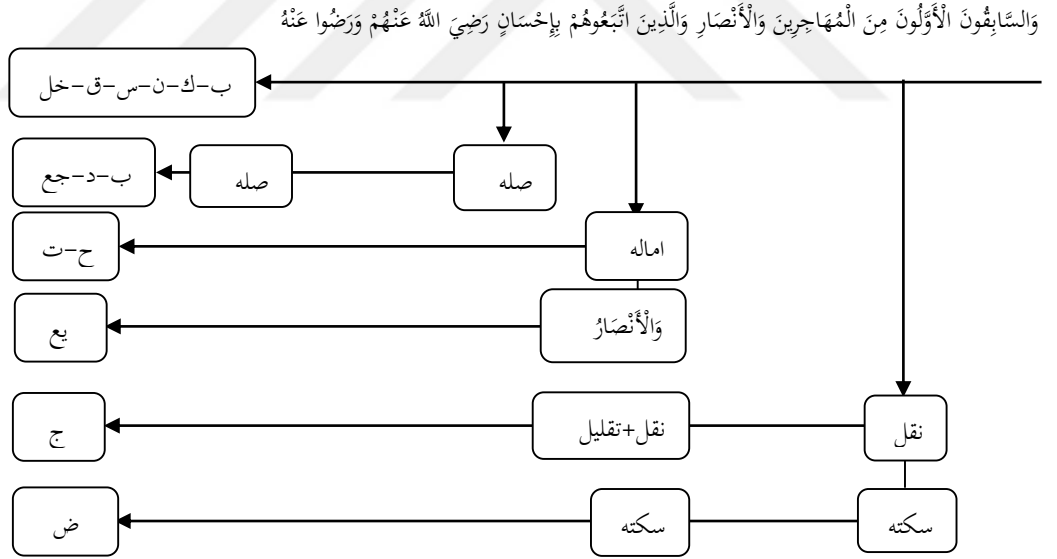 وَالسَّابِقُونَ الْأَوَّلُونَ مِنَ الْمُهَاجِرِينَ وَالْأَنْصَارِ وَالَّذِينَ اتَّبَعُوهُمْ بِإِحْسَانٍ رَضِيَ اللَّهُ عَنْهُمْ وَرَضُوا عَنْهُ
ب-ك-ن-س-ق-خل
صله صله ب-د-جع
اماله ح-ت
وَالْأَنْصَارُ يع
نقل نقل+تقليل ج
سكته سكته ض